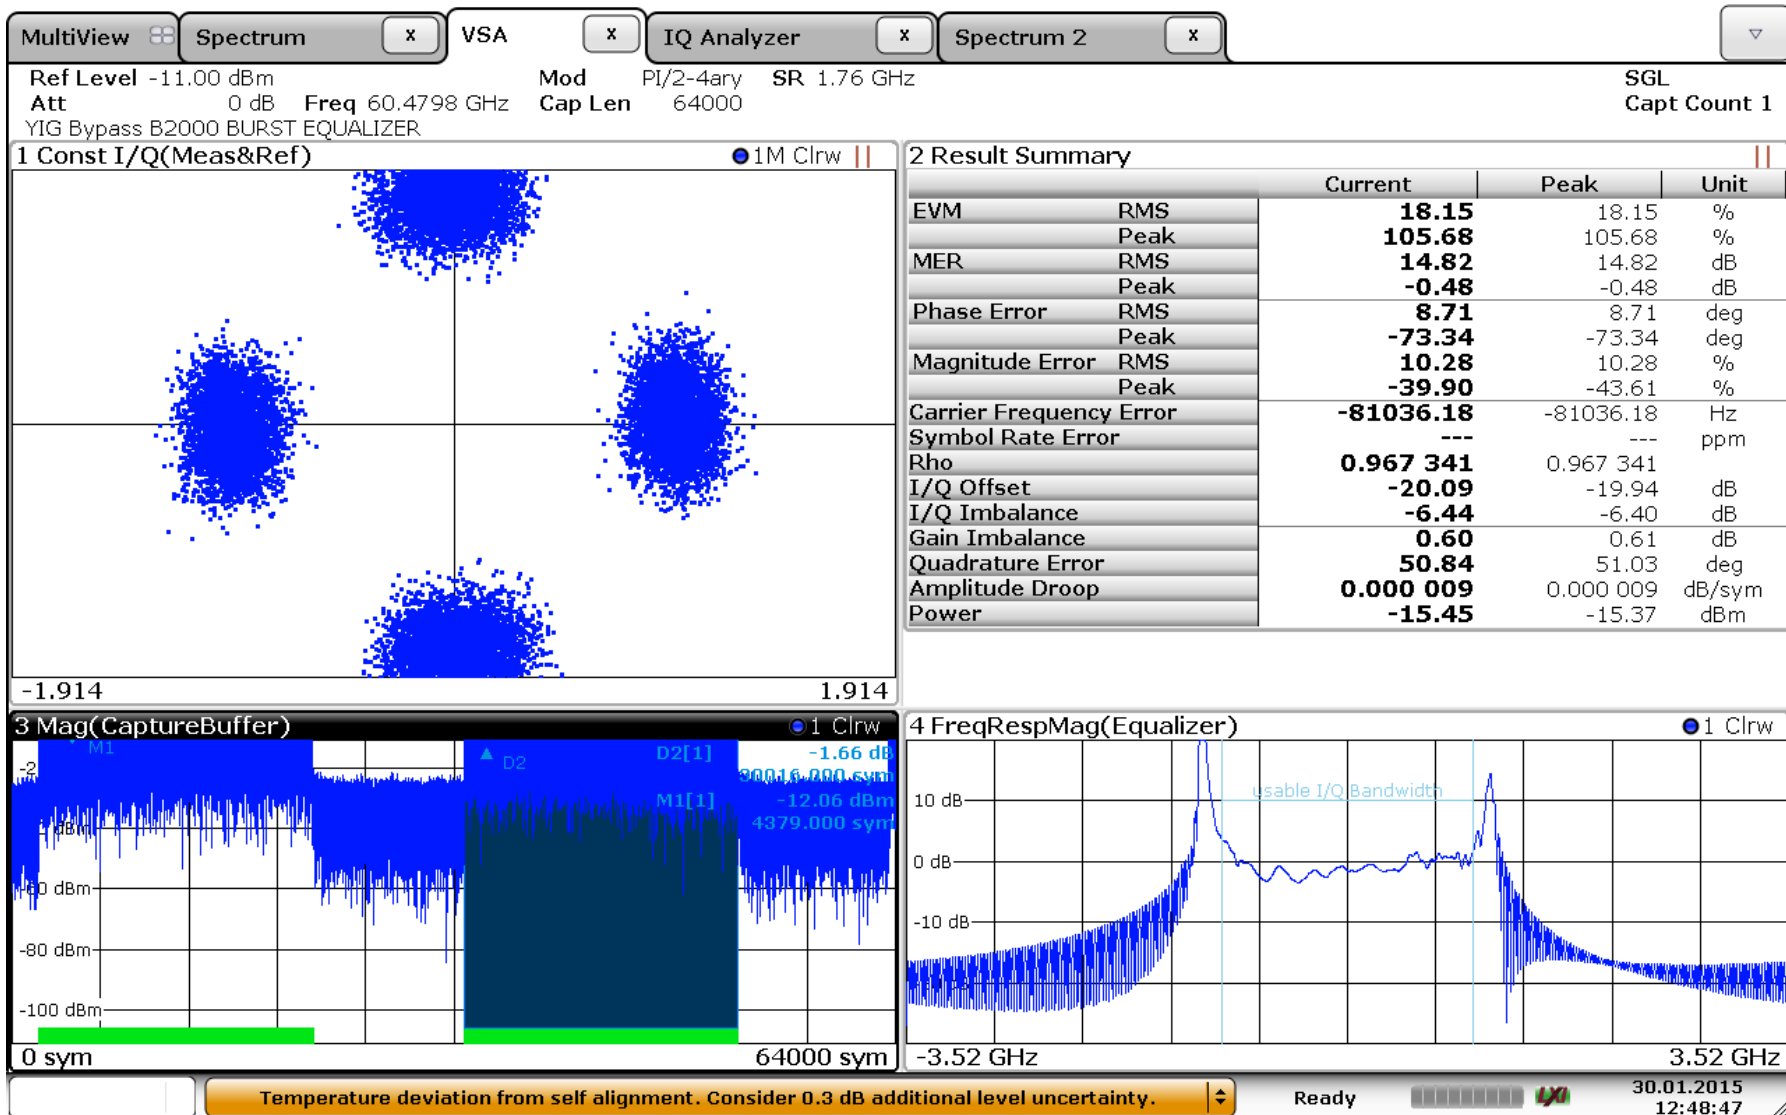 MultiView Spectrum x VSA x IQ Analyzer x Spectrum 2 x
Ref Level -11.00 dBm Mod PI/2-4ary SR 1.76 GHz SGL
Att 0 dB Freq 60.4798 GHz Cap Len 64000 Capt Count 1
YIG Bypass B2000 BURST EQUALIZER
1 Const I/Q(Meas&Ref) 1M Clrw
-1.914 1.914
2 Result Summary
Current Peak Unit
EVM RMS 18.15 18.15 %
Peak 105.68 105.68 %
MER RMS 14.82 14.82 dB
Peak -0.48 -0.48 dB
Phase Error RMS 8.71 8.71 deg
Peak -73.34 -73.34 deg
Magnitude Error RMS 10.28 10.28 %
Peak -39.90 -43.61 %
Carrier Frequency Error -81036.18 -81036.18 Hz
Symbol Rate Error --- --- ppm
Rho 0.967 341 0.967 341
I/Q Offset -20.09 -19.94 dB
I/Q Imbalance -6.44 -6.40 dB
Gain Imbalance 0.60 0.61 dB
Quadrature Error 50.84 51.03 deg
Amplitude Droop 0.000 009 0.000 009 dB/sym
Power -15.45 -15.37 dBm
3 Mag(CaptureBuffer) 1 Clrw
M1 D2 D2[1] -1.66 dB
30016.000 sym
M1[1] -12.06 dBm
4379.000 sym
-80 dBm
-100 dBm
0 sym 64000 sym
4 FreqRespMag(Equalizer) 1 Clrw
usable I/Q Bandwidth
10 dB
0 dB
-10 dB
-3.52 GHz 3.52 GHz
Temperature deviation from self alignment. Consider 0.3 dB additional level uncertainty. Ready LXI 30.01.2015
12:48:47